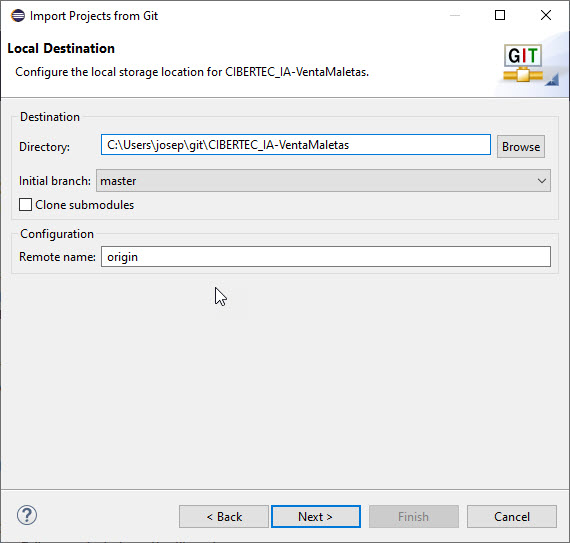 Import Projects from Git
Local Destination
Configure the local storage location for CIBERTEC_IA-VentaMaletas.
GIT
Destination
Directory: C:\Users\josep\git\CIBERTEC_IA-VentaMaletas Browse
Initial branch: master
Clone submodules
Configuration
Remote name: origin
? < Back Next > Finish Cancel